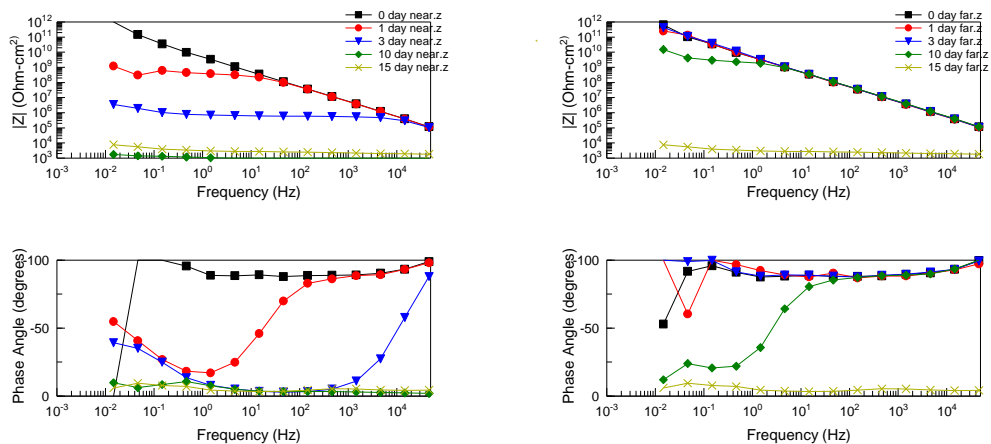 0 day near.z
1 day near.z
3 day near.z
10 day near.z
15 day near.z
|Z| (Ohm-cm²)
10¹²
10¹¹
10¹⁰
10⁹
10⁸
10⁷
10⁶
10⁵
10⁴
10³
10⁻³ 10⁻² 10⁻¹ 10⁰ 10¹ 10² 10³ 10⁴
Frequency (Hz)
0 day far.z
1 day far.z
3 day far.z
10 day far.z
15 day far.z
|Z| (Ohm-cm²)
10¹²
10¹¹
10¹⁰
10⁹
10⁸
10⁷
10⁶
10⁵
10⁴
10³
10⁻³ 10⁻² 10⁻¹ 10⁰ 10¹ 10² 10³ 10⁴
Frequency (Hz)
Phase Angle (degrees)
-100
-50
0
10⁻³ 10⁻² 10⁻¹ 10⁰ 10¹ 10² 10³ 10⁴
Frequency (Hz)
Phase Angle (degrees)
-100
-50
0
10⁻³ 10⁻² 10⁻¹ 10⁰ 10¹ 10² 10³ 10⁴
Frequency (Hz)